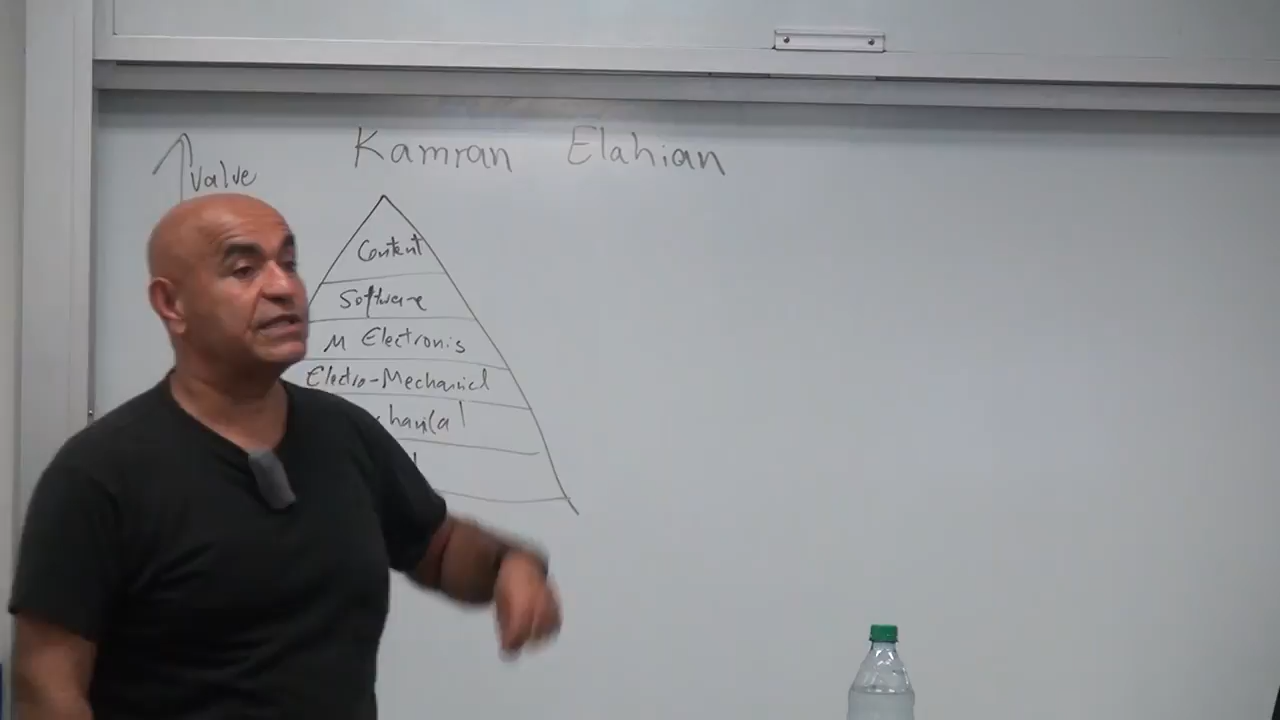 Kamran Elahian
Value
Content
Software
M Electronis
Electro-Mechanicl